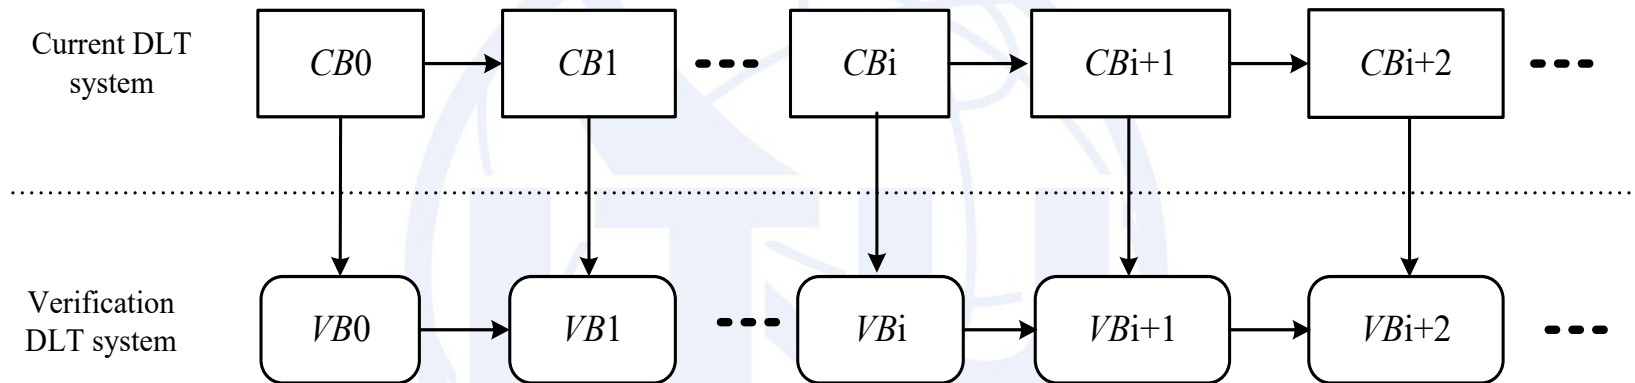 Current DLT
system
CB0
CB1
CBi
CBi+1
CBi+2
ITU
Verification
DLT system
VB0
VB1
VBi
VBi+1
VBi+2